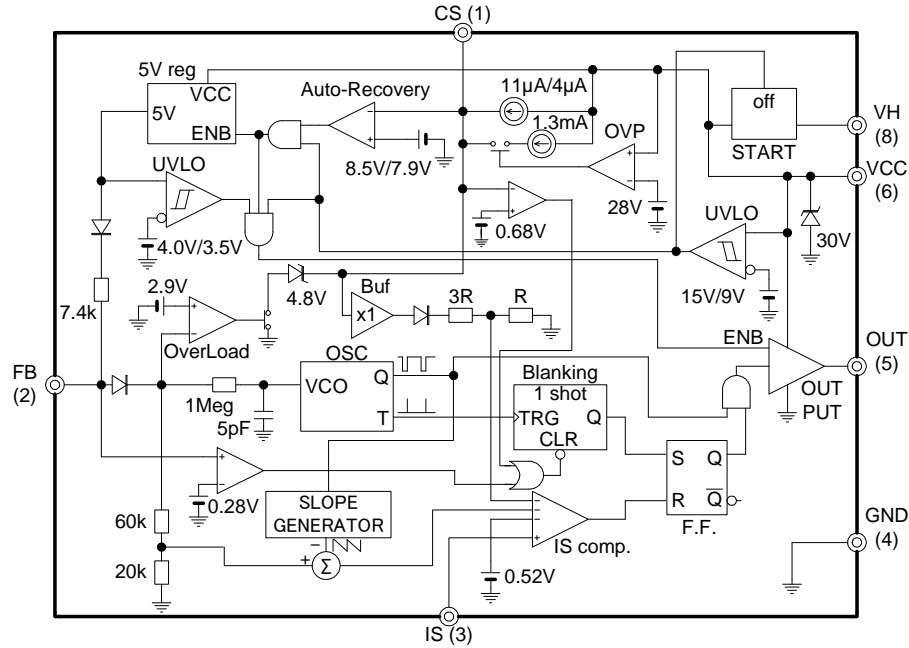 CS (1)
5V reg
VCC
5V
ENB
Auto-Recovery
8.5V/7.9V
11µA/4µA
1.3mA
OVP
28V
off
START
VH
(8)
VCC
(6)
UVLO
4.0V/3.5V
0.68V
UVLO
15V/9V
30V
2.9V
7.4k
OverLoad
4.8V
Buf
x1
3R
R
ENB
OUT
PUT
OUT
(5)
FB
(2)
1Meg
5pF
OSC
VCO
Q
T
Blanking
1 shot
TRG
Q
CLR
S
Q
R
Q
F.F.
0.28V
SLOPE
GENERATOR
60k
20k
−
+
Σ
IS comp.
0.52V
GND
(4)
IS (3)